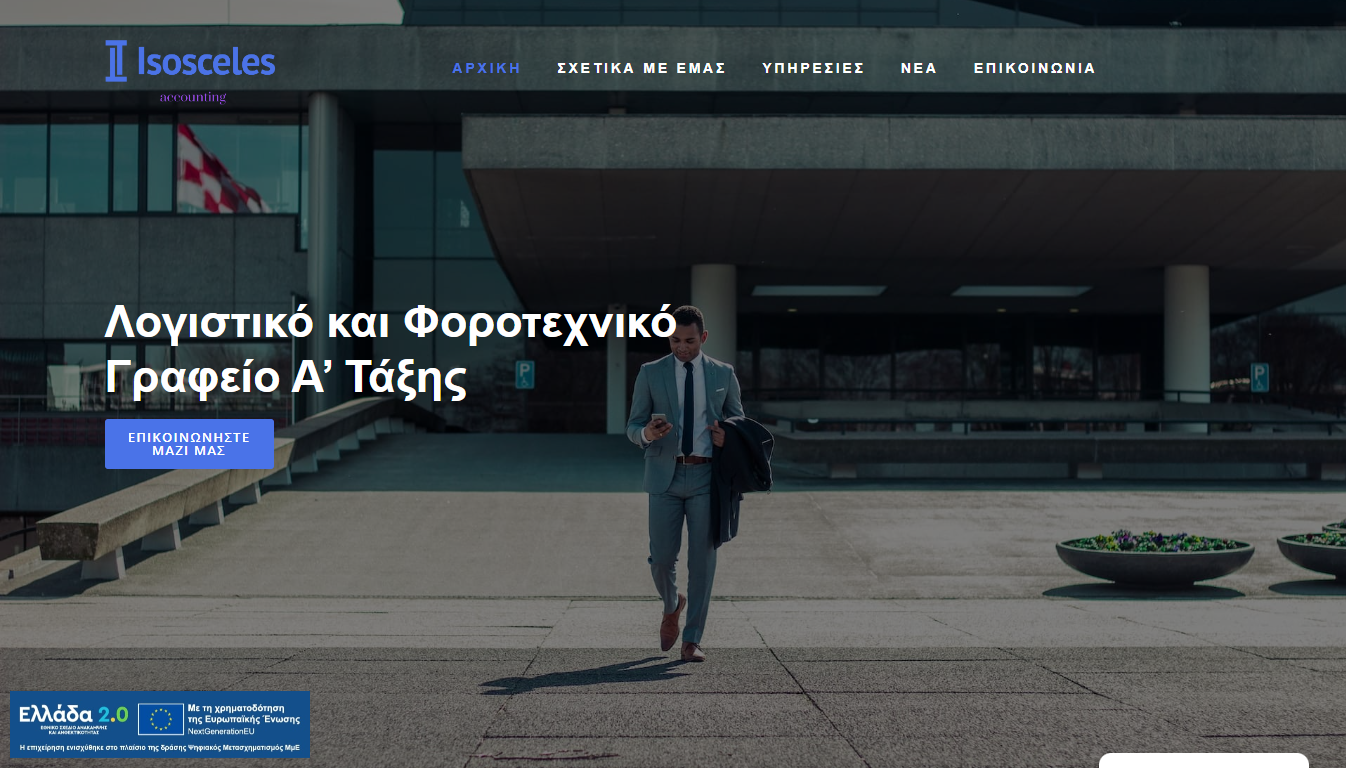 Isosceles
accounting
ΑΡΧΙΚΗ ΣΧΕΤΙΚΑ ΜΕ ΕΜΑΣ ΥΠΗΡΕΣΙΕΣ ΝΕΑ ΕΠΙΚΟΙΝΩΝΙΑ
Λογιστικό και Φοροτεχνικό
Γραφείο Α’ Τάξης
ΕΠΙΚΟΙΝΩΝΗΣΤΕ
ΜΑΖΙ ΜΑΣ
P
P
Ελλάδα 2.0
ΕΘΝΙΚΟ ΣΧΕΔΙΟ ΑΝΑΚΑΜΨΗΣ
ΚΑΙ ΑΝΘΕΚΤΙΚΟΤΗΤΑΣ
Με τη χρηματοδότηση
της Ευρωπαϊκής Ένωσης
NextGenerationEU
Η επιχείρηση ενισχύθηκε στο πλαίσιο της δράσης Ψηφιακός Μετασχηματισμός ΜμΕ